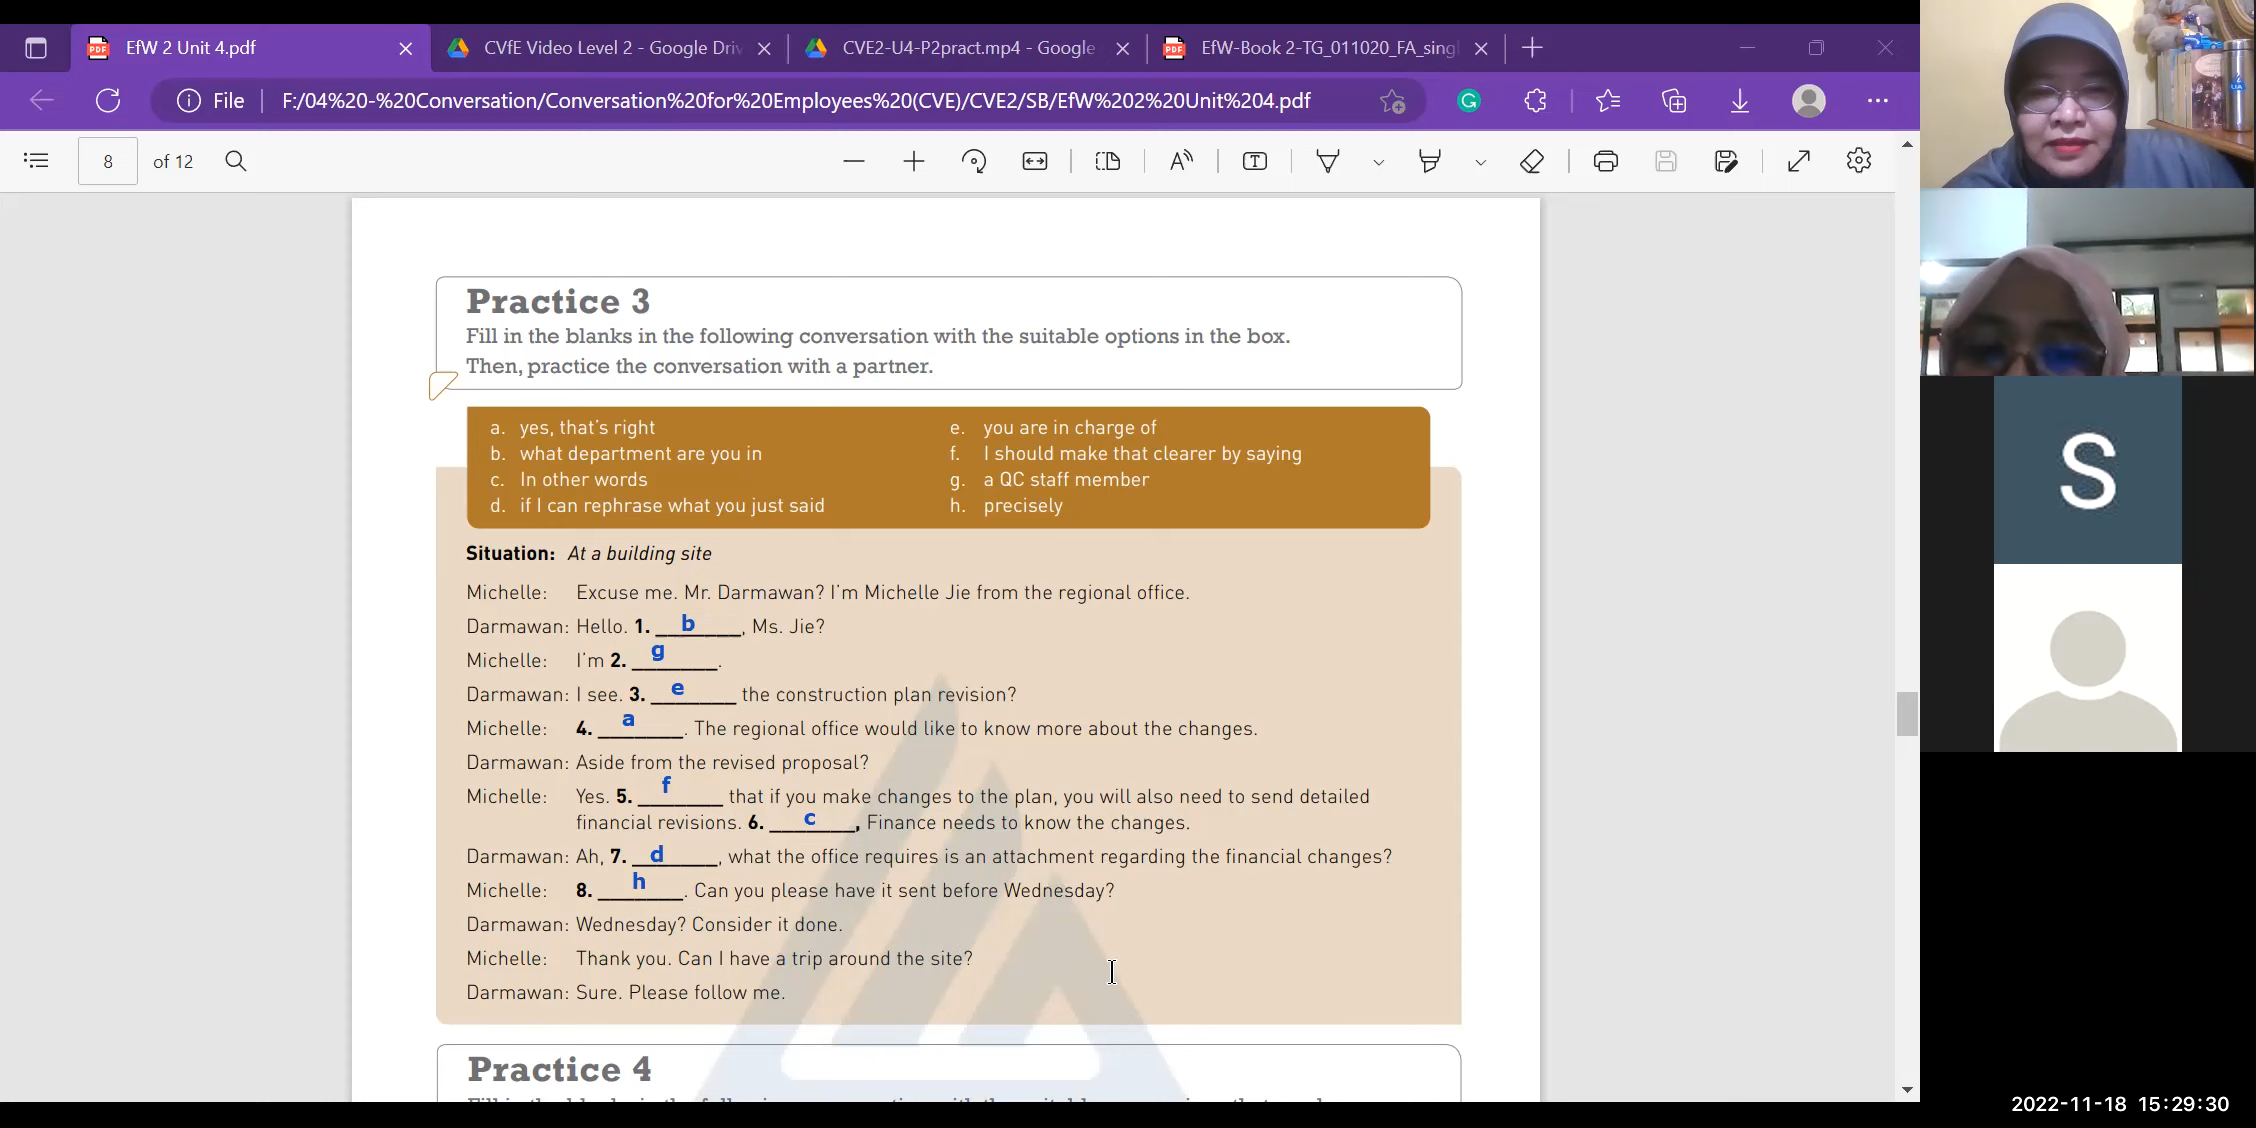 EfW 2 Unit 4.pdf
CVfE Video Level 2 - Google Driv
CVE2-U4-P2pract.mp4 - Google
EfW-Book 2-TG_011020_FA_singl
File
F:/04%20-%20Conversation/Conversation%20for%20Employees%20(CVE)/CVE2/SB/EfW%202%20Unit%204.pdf
8 of 12
Practice 3
Fill in the blanks in the following conversation with the suitable options in the box.
Then, practice the conversation with a partner.
a. yes, that's right
b. what department are you in
c. In other words
d. if I can rephrase what you just said
e. you are in charge of
f. I should make that clearer by saying
g. a QC staff member
h. precisely
Situation: At a building site
Michelle: Excuse me. Mr. Darmawan? I'm Michelle Jie from the regional office.
Darmawan: Hello. 1. ___b___, Ms. Jie?
Michelle: I'm 2. ___g___.
Darmawan: I see. 3. ___e___ the construction plan revision?
Michelle: 4. ___a___. The regional office would like to know more about the changes.
Darmawan: Aside from the revised proposal?
Michelle: Yes. 5. ___f___ that if you make changes to the plan, you will also need to send detailed
financial revisions. 6. ___c___, Finance needs to know the changes.
Darmawan: Ah, 7. ___d___, what the office requires is an attachment regarding the financial changes?
Michelle: 8. ___h___. Can you please have it sent before Wednesday?
Darmawan: Wednesday? Consider it done.
Michelle: Thank you. Can I have a trip around the site?
Darmawan: Sure. Please follow me.
Practice 4
S
2022-11-18 15:29:30